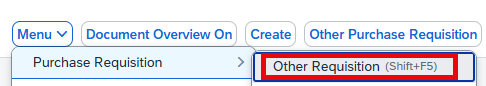 Menu Document Overview On Create Other Purchase Requisition
Purchase Requisition Other Requisition (Shift+F5)